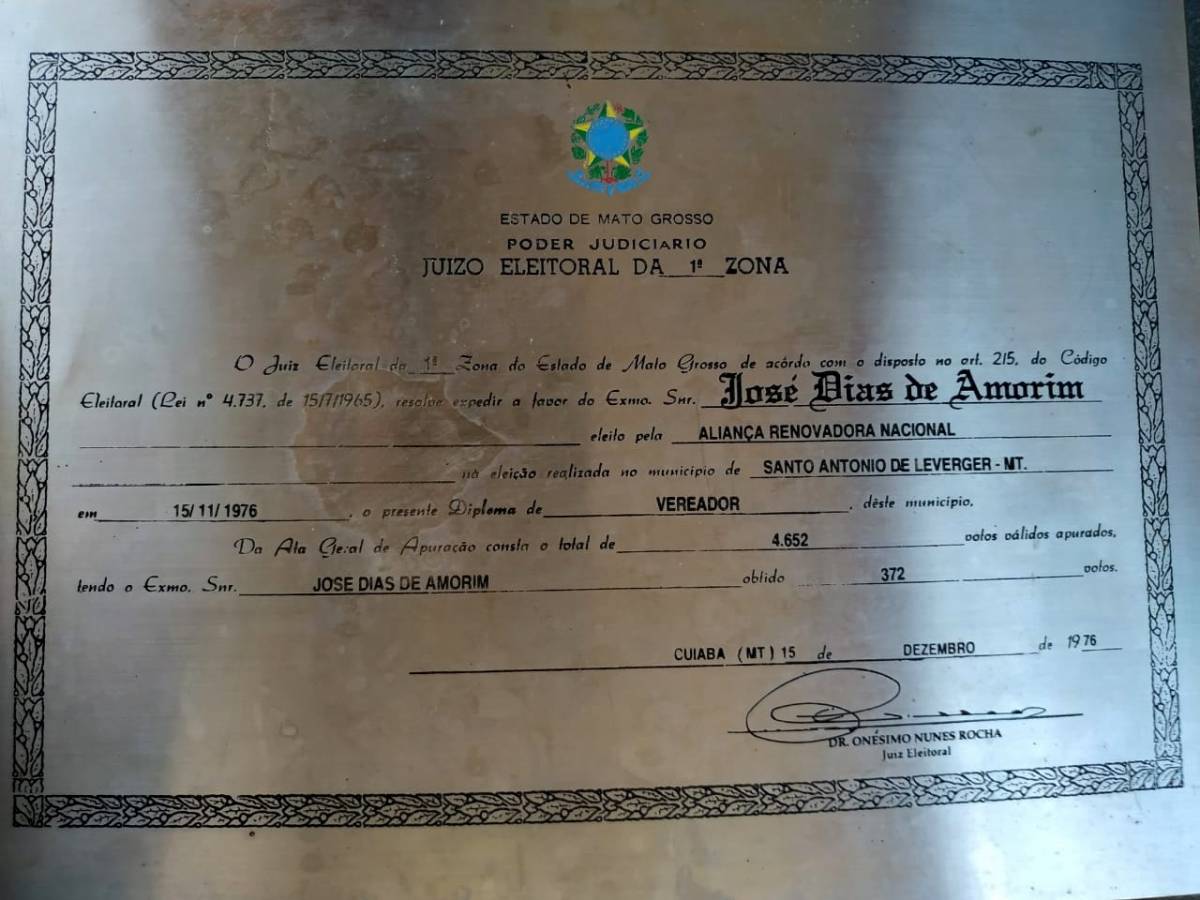 ESTADO DE MATO GROSSO
PODER JUDICIARIO
JUIZO ELEITORAL DA 1ª ZONA
O Juiz Eleitoral da 1ª Zona do Estado de Mato Grosso de acôrdo com o disposto no art. 215, do Código
Eleitoral (Lei nº 4.737, de 15/7/1965), resolve expedir a favor do Exmo. Snr. José Dias de Amorim
eleito pela ALIANÇA RENOVADORA NACIONAL
na eleição realizada no municipio de SANTO ANTONIO DE LEVERGER - MT.
em 15/11/1976, o presente Diploma de VEREADOR, dêste municipio.
Da Ata Geral de Apuração consta o total de 4.652 votos válidos apurados,
tendo o Exmo. Snr. JOSE DIAS DE AMORIM obtido 372 votos.
CUIABA (MT) 15 de DEZEMBRO de 1976
DR. ONÉSIMO NUNES ROCHA
Juiz Eleitoral